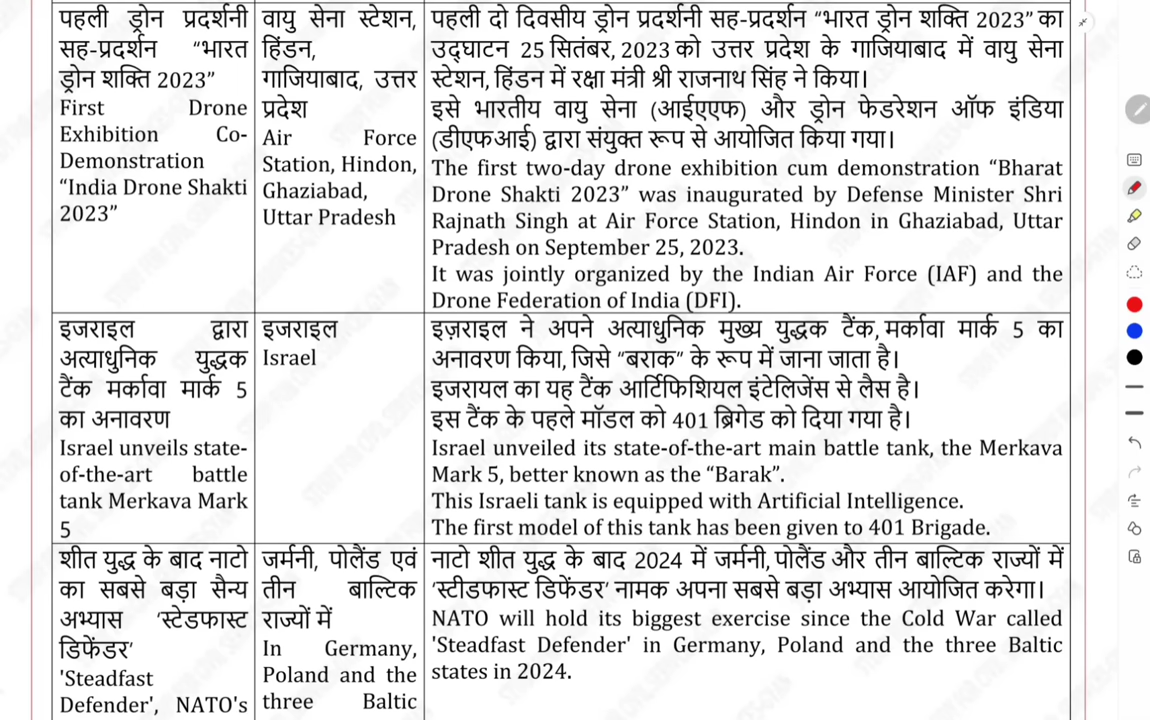 पहली ड्रोन प्रदर्शनी
सह-प्रदर्शन "भारत
ड्रोन शक्ति 2023"
First Drone
Exhibition Co-
Demonstration
"India Drone Shakti
2023"
वायु सेना स्टेशन,
हिंडन,
गाजियाबाद, उत्तर
प्रदेश
Air Force
Station, Hindon,
Ghaziabad,
Uttar Pradesh
पहली दो दिवसीय ड्रोन प्रदर्शनी सह-प्रदर्शन "भारत ड्रोन शक्ति 2023" का
उद्घाटन 25 सितंबर, 2023 को उत्तर प्रदेश के गाजियाबाद में वायु सेना
स्टेशन, हिंडन में रक्षा मंत्री श्री राजनाथ सिंह ने किया।
इसे भारतीय वायु सेना (आईएएफ) और ड्रोन फेडरेशन ऑफ इंडिया
(डीएफआई) द्वारा संयुक्त रूप से आयोजित किया गया।
The first two-day drone exhibition cum demonstration "Bharat
Drone Shakti 2023" was inaugurated by Defense Minister Shri
Rajnath Singh at Air Force Station, Hindon in Ghaziabad, Uttar
Pradesh on September 25, 2023.
It was jointly organized by the Indian Air Force (IAF) and the
Drone Federation of India (DFI).
इजराइल द्वारा
अत्याधुनिक युद्धक
टैंक मर्कावा मार्क 5
का अनावरण
Israel unveils state-
of-the-art battle
tank Merkava Mark
5
इजराइल
Israel
इज़राइल ने अपने अत्याधुनिक मुख्य युद्धक टैंक, मर्कावा मार्क 5 का
अनावरण किया, जिसे "बराक" के रूप में जाना जाता है।
इजरायल का यह टैंक आर्टिफिशियल इंटेलिजेंस से लैस है।
इस टैंक के पहले मॉडल को 401 ब्रिगेड को दिया गया है।
Israel unveiled its state-of-the-art main battle tank, the Merkava
Mark 5, better known as the "Barak".
This Israeli tank is equipped with Artificial Intelligence.
The first model of this tank has been given to 401 Brigade.
शीत युद्ध के बाद नाटो
का सबसे बड़ा सैन्य
अभ्यास 'स्टेडफास्ट
डिफेंडर'
'Steadfast
Defender', NATO's
जर्मनी, पोलैंड एवं
तीन बाल्टिक
राज्यों में
In Germany,
Poland and the
three Baltic
नाटो शीत युद्ध के बाद 2024 में जर्मनी, पोलैंड और तीन बाल्टिक राज्यों में
'स्टीडफास्ट डिफेंडर' नामक अपना सबसे बड़ा अभ्यास आयोजित करेगा।
NATO will hold its biggest exercise since the Cold War called
'Steadfast Defender' in Germany, Poland and the three Baltic
states in 2024.